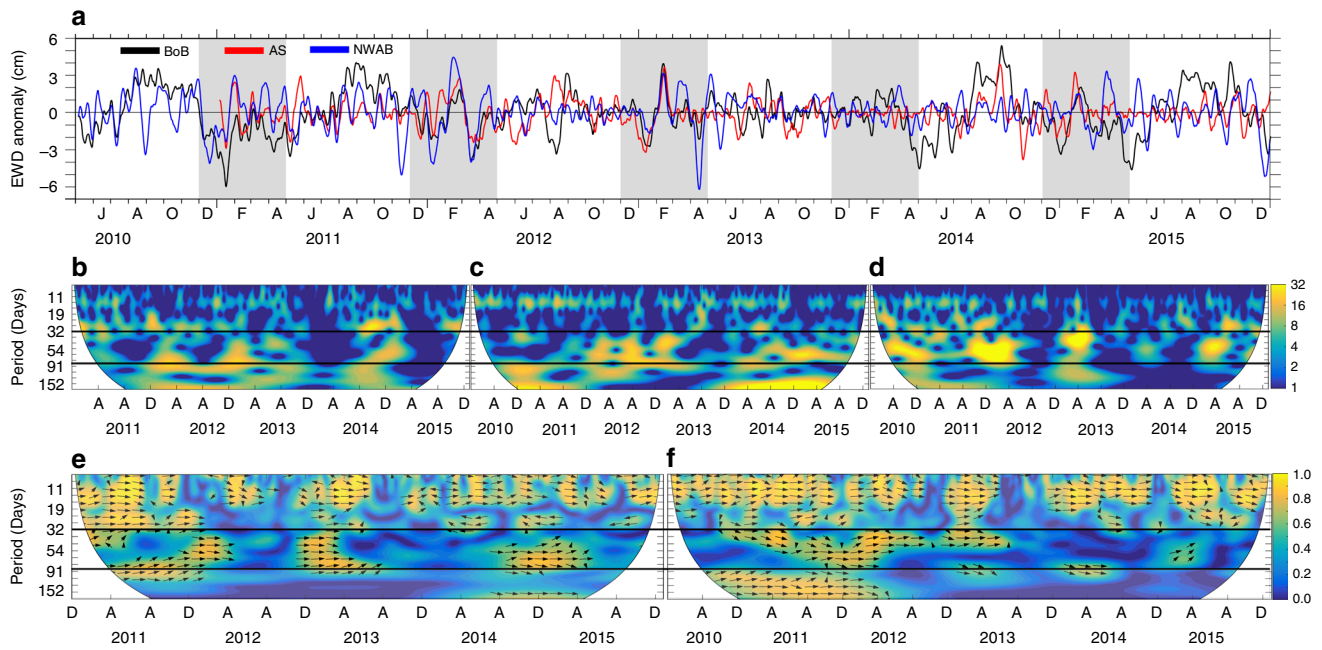 a
6
3
0
−3
−6
EWD anomaly (cm)
BoB AS NWAB
J A O D F A J A O D F A J A O D F A J A O D F A J A O D F A J A O D
2010 2011 2012 2013 2014 2015
b c d
Period (Days)
11
19
32
54
91
152
32
16
8
4
2
1
A A D A A D A A D A A D A A D
2011 2012 2013 2014 2015
D A A D A A D A A D A A D A A D
2010 2011 2012 2013 2014 2015
A D A A D A A D A A D A A D A A D
2010 2011 2012 2013 2014 2015
e f
Period (Days)
11
19
32
54
91
152
1.0
0.8
0.6
0.4
0.2
0.0
D A A D A A D A A D A A D A A D
2011 2012 2013 2014 2015
A D A A D A A D A A D A A D A A D
2010 2011 2012 2013 2014 2015